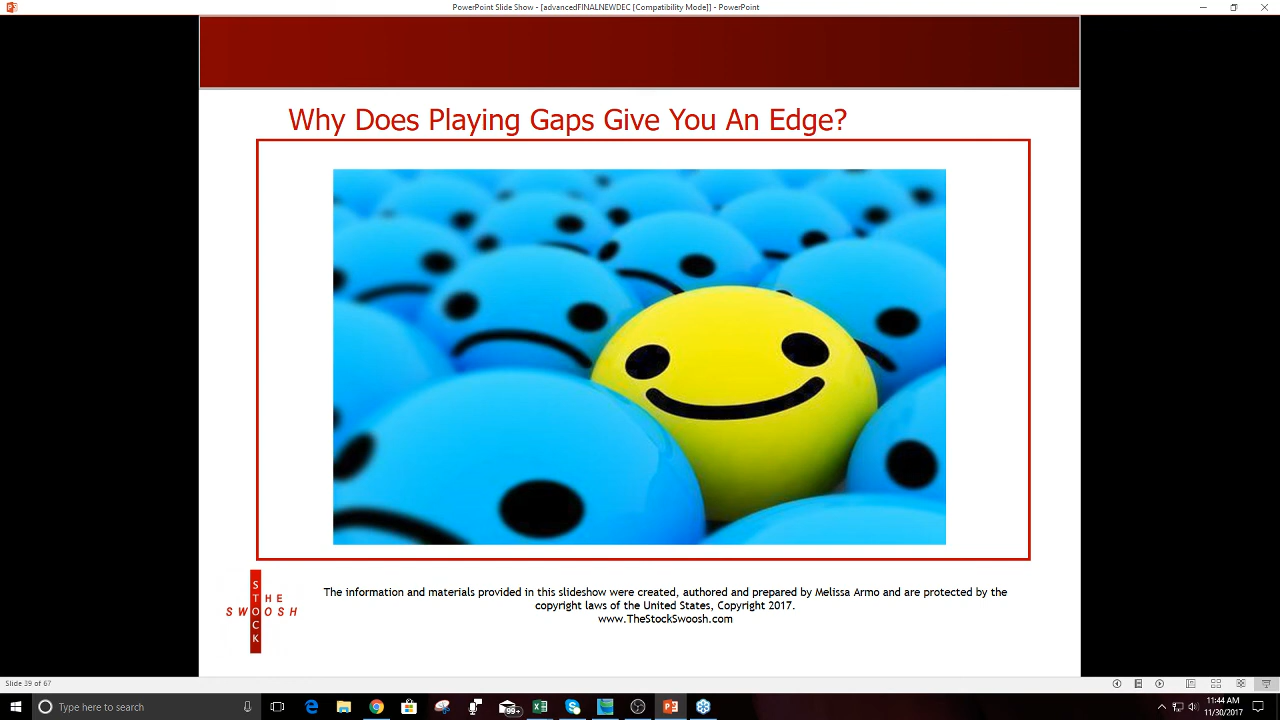 PowerPoint Slide Show - [advancedFINALNEWDEC [Compatibility Mode]] - PowerPoint
Why Does Playing Gaps Give You An Edge?
THE
STOCK
SWOOSH
The information and materials provided in this slideshow were created, authored and prepared by Melissa Armo and are protected by the
copyright laws of the United States, Copyright 2017.
www.TheStockSwoosh.com
Slide 39 of 67
Type here to search
99+
11:44 AM
11/30/2017